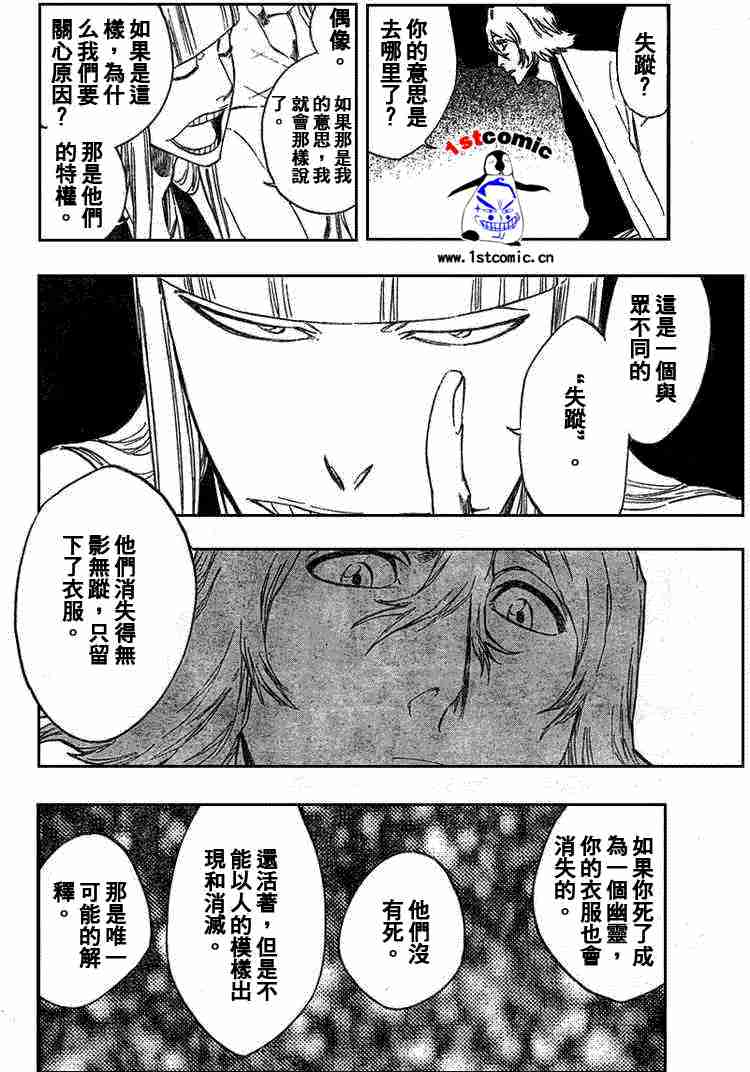 失蹤？
你的意思是
去哪里了？
1stcomic
www.1stcomic.cn
偶像。
如果那是我
的意思，我
就會那樣說
了。
如果是這
樣，為什
么我們要
關心原因？
那是他們
的特權。
這是一個與
眾不同的
“失蹤”。
他們消失得無
影無蹤，只留
下了衣服。
如果你死了成
為一個幽靈，
你的衣服也會
消失的。
他們沒
有死。
還活著，但是不
能以人的模樣出
現和消滅。
那是唯一
可能的解
釋。